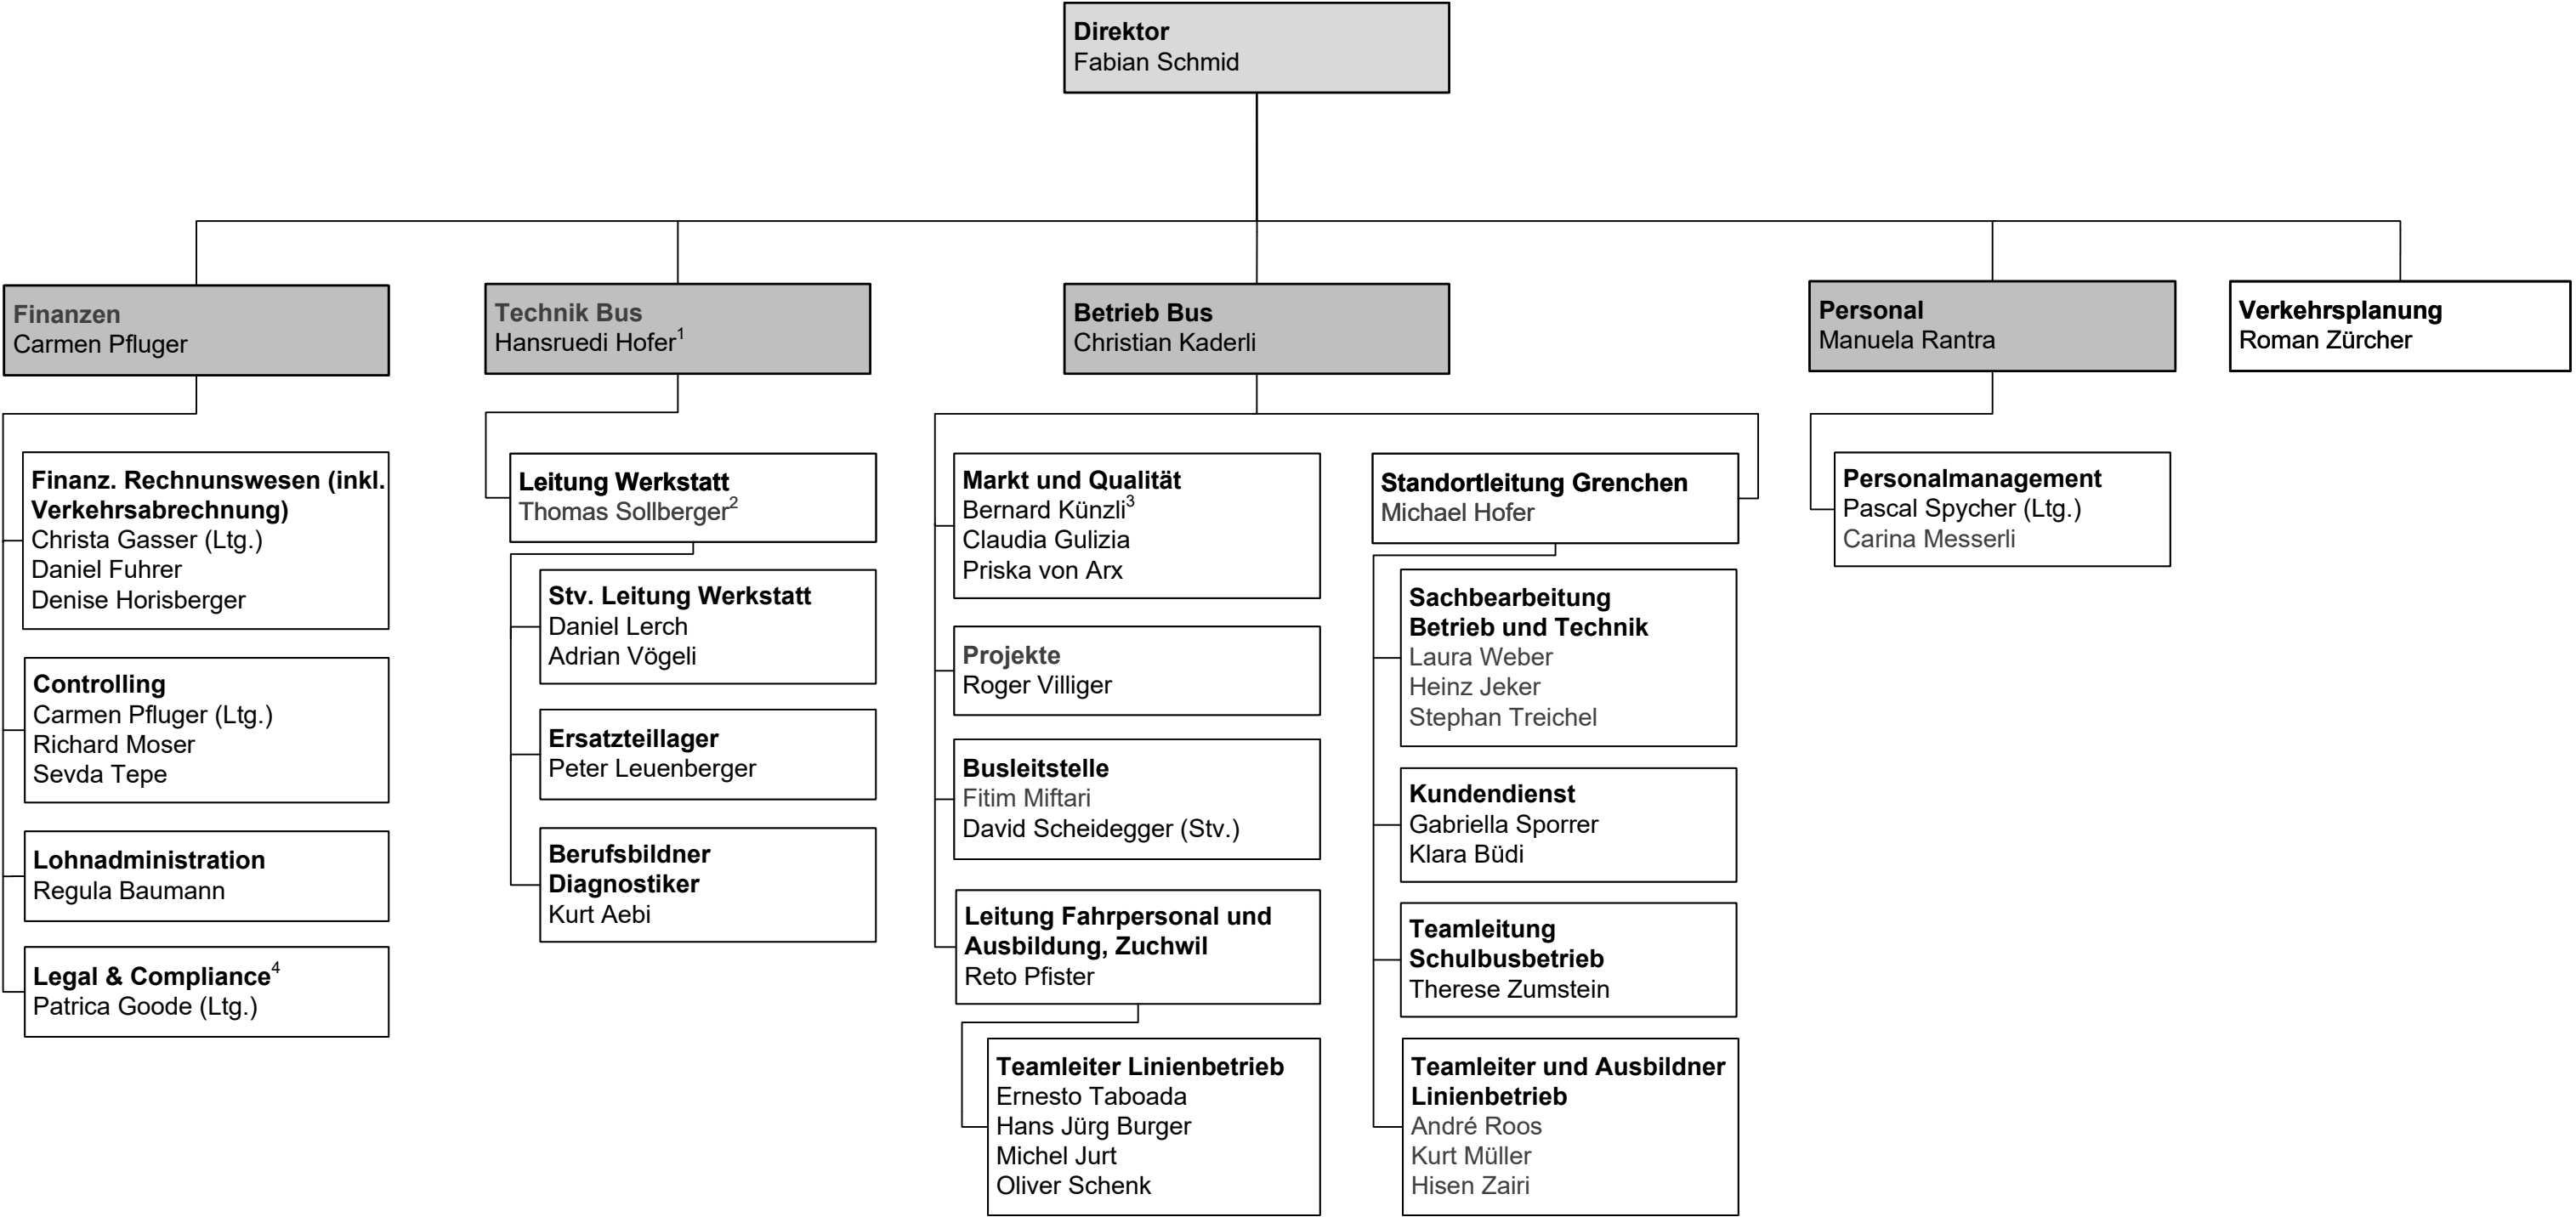 Direktor
Fabian Schmid
Finanzen
Carmen Pfluger
Technik Bus
Hansruedi Hofer¹
Betrieb Bus
Christian Kaderli
Personal
Manuela Rantra
Verkehrsplanung
Roman Zürcher
Finanz. Rechnunswesen (inkl.
Verkehrsabrechnung)
Christa Gasser (Ltg.)
Daniel Fuhrer
Denise Horisberger
Controlling
Carmen Pfluger (Ltg.)
Richard Moser
Sevda Tepe
Lohnadministration
Regula Baumann
Legal & Compliance⁴
Patrica Goode (Ltg.)
Leitung Werkstatt
Thomas Sollberger²
Stv. Leitung Werkstatt
Daniel Lerch
Adrian Vögeli
Ersatzteillager
Peter Leuenberger
Berufsbildner
Diagnostiker
Kurt Aebi
Markt und Qualität
Bernard Künzli³
Claudia Gulizia
Priska von Arx
Projekte
Roger Villiger
Busleitstelle
Fitim Miftari
David Scheidegger (Stv.)
Leitung Fahrpersonal und
Ausbildung, Zuchwil
Reto Pfister
Teamleiter Linienbetrieb
Ernesto Taboada
Hans Jürg Burger
Michel Jurt
Oliver Schenk
Standortleitung Grenchen
Michael Hofer
Sachbearbeitung
Betrieb und Technik
Laura Weber
Heinz Jeker
Stephan Treichel
Kundendienst
Gabriella Sporrer
Klara Büdi
Teamleitung
Schulbusbetrieb
Therese Zumstein
Teamleiter und Ausbildner
Linienbetrieb
André Roos
Kurt Müller
Hisen Zairi
Personalmanagement
Pascal Spycher (Ltg.)
Carina Messerli